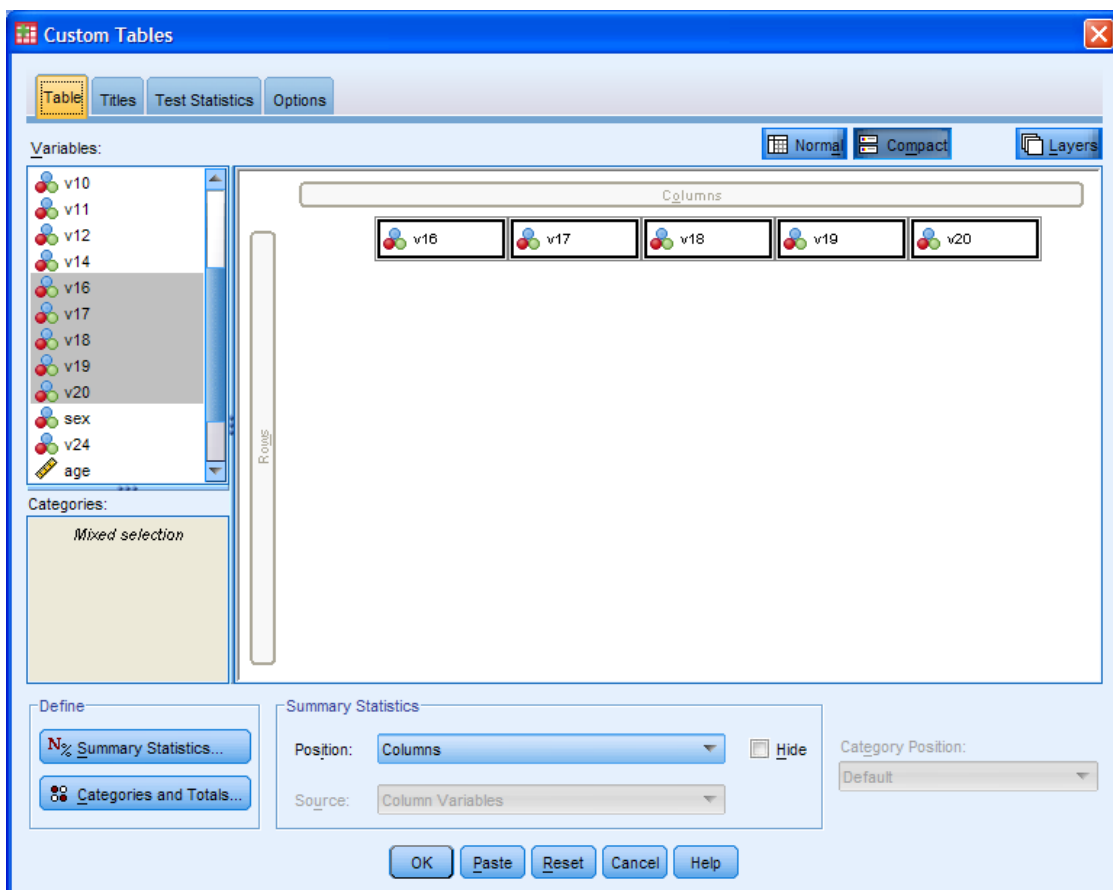 Custom Tables
Table Titles Test Statistics Options
Variables:
Normal Compact Layers
v10
v11
v12
v14
v16
v17
v18
v19
v20
sex
v24
age
Columns
v16 v17 v18 v19 v20
Rows
Categories:
Mixed selection
Define
N% Summary Statistics...
Categories and Totals...
Summary Statistics
Position: Columns Hide
Source: Column Variables
Category Position:
Default
OK Paste Reset Cancel Help